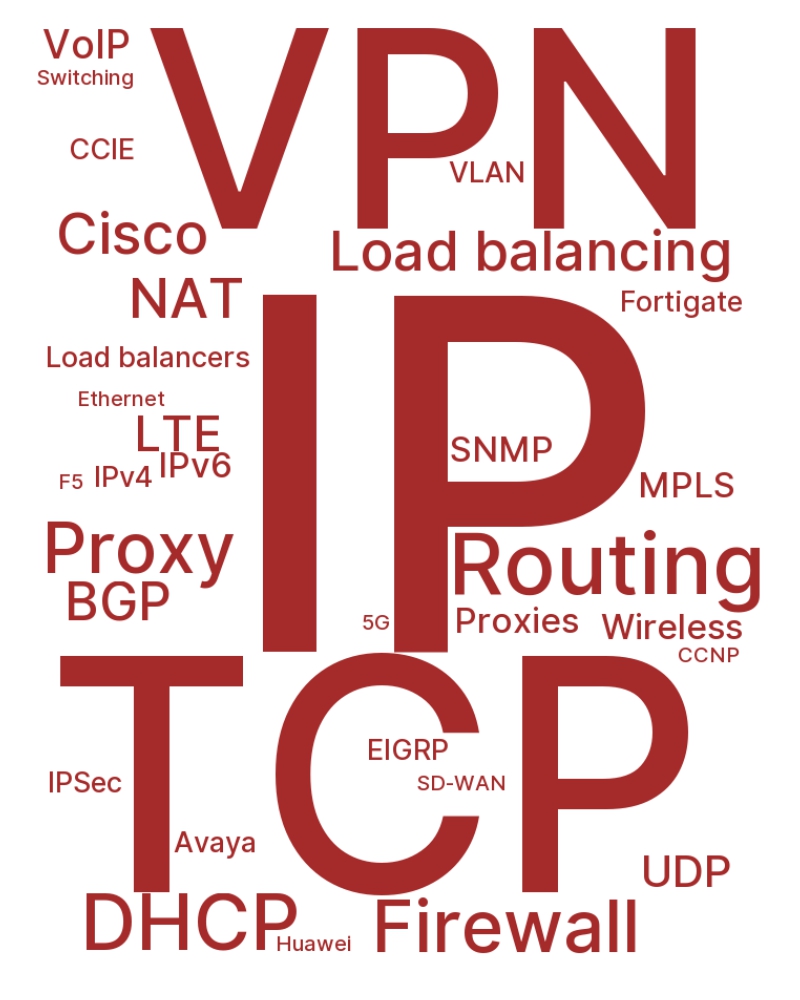 VoIP
VPN
Switching
CCIE
VLAN
Cisco
Load balancing
NAT
Fortigate
IP
Load balancers
Ethernet
LTE
SNMP
IPv6
F5
IPv4
MPLS
Proxy
Routing
BGP
5G
Proxies
Wireless
CCNP
TCP
EIGRP
IPSec
SD-WAN
Avaya
UDP
DHCP
Firewall
Huawei